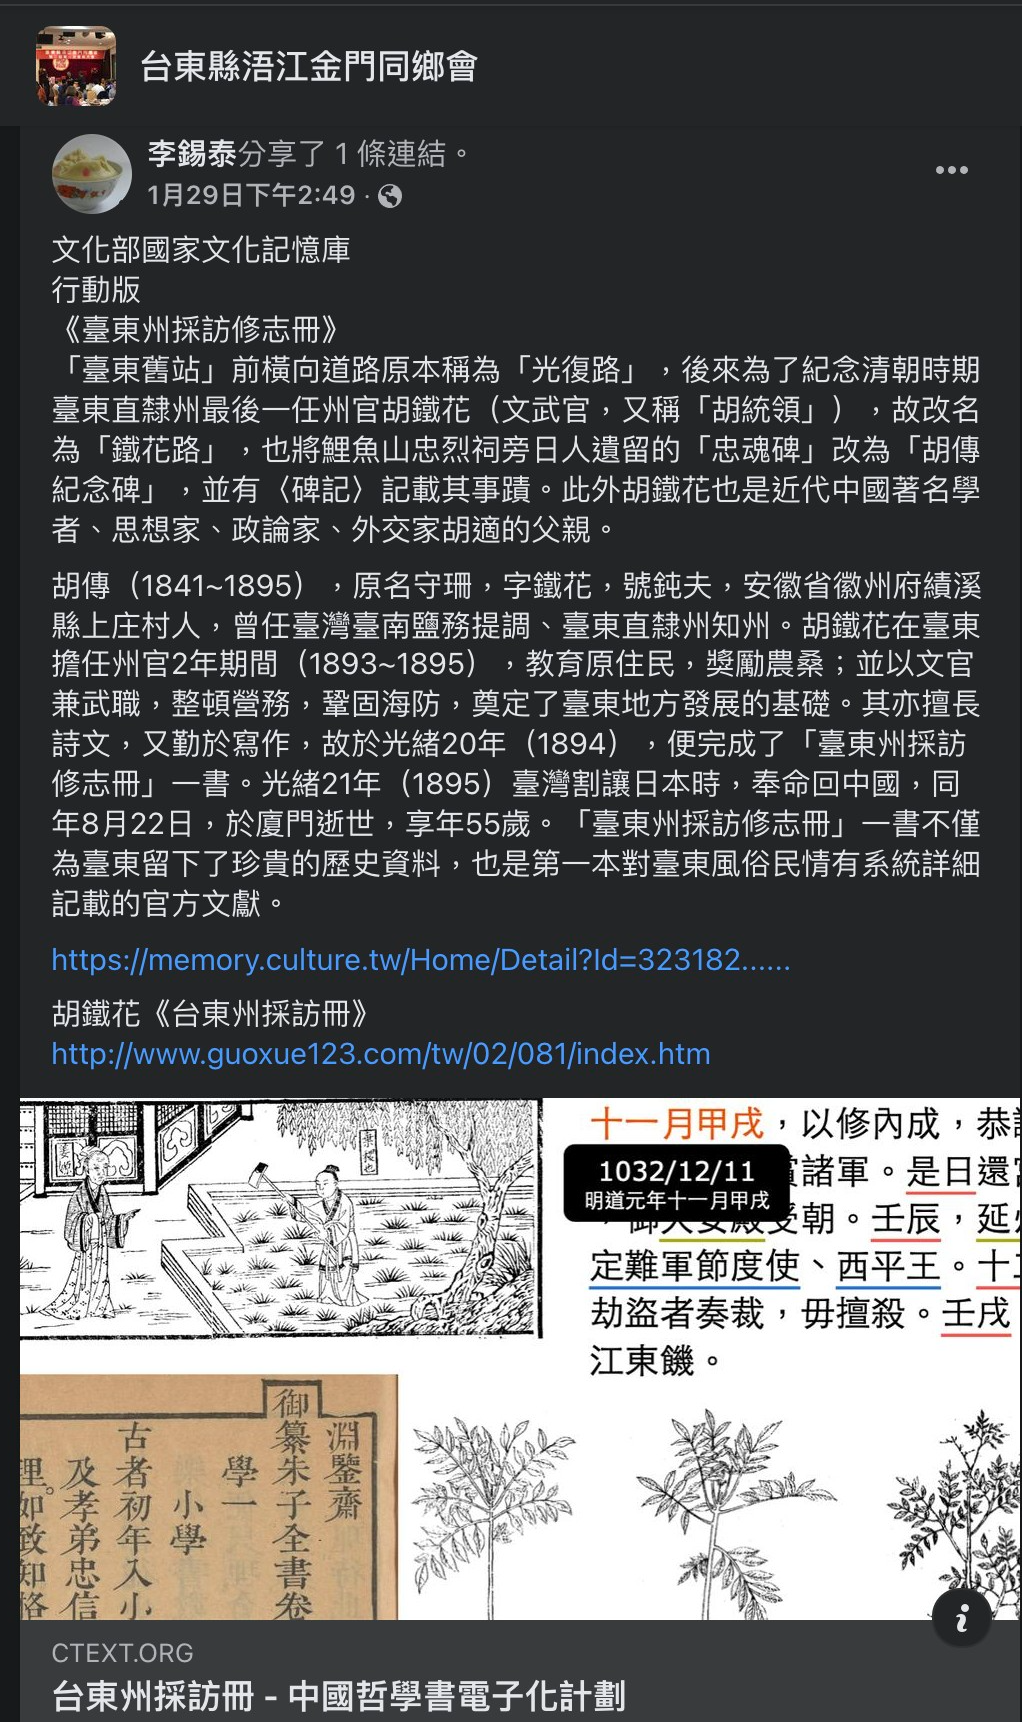 台東縣浯江金門同鄉會
李錫泰分享了 1 條連結。
1月29日下午2:49 ·
文化部國家文化記憶庫
行動版
《臺東州採訪修志冊》
「臺東舊站」前橫向道路原本稱為「光復路」，後來為了紀念清朝時期
臺東直隸州最後一任州官胡鐵花（文武官，又稱「胡統領」），故改名
為「鐵花路」，也將鯉魚山忠烈祠旁日人遺留的「忠魂碑」改為「胡傳
紀念碑」，並有〈碑記〉記載其事蹟。此外胡鐵花也是近代中國著名學
者、思想家、政論家、外交家胡適的父親。
胡傳（1841~1895），原名守珊，字鐵花，號鈍夫，安徽省徽州府績溪
縣上庄村人，曾任臺灣臺南鹽務提調、臺東直隸州知州。胡鐵花在臺東
擔任州官2年期間（1893~1895），教育原住民，獎勵農桑；並以文官
兼武職，整頓營務，鞏固海防，奠定了臺東地方發展的基礎。其亦擅長
詩文，又勤於寫作，故於光緒20年（1894），便完成了「臺東州採訪
修志冊」一書。光緒21年（1895）臺灣割讓日本時，奉命回中國，同
年8月22日，於廈門逝世，享年55歲。「臺東州採訪修志冊」一書不僅
為臺東留下了珍貴的歷史資料，也是第一本對臺東風俗民情有系統詳細
記載的官方文獻。
https://memory.culture.tw/Home/Detail?Id=323182......
胡鐵花《台東州採訪冊》
http://www.guoxue123.com/tw/02/081/index.htm
十一月甲戌，以修內成，恭
1032/12/11
明道元年十一月甲戌
諸軍。是日還
受朝。壬辰，延
定難軍節度使、西平王。十
劫盜者奏裁，毋擅殺。壬戌
江東饑。
淵鑒齋
御纂朱子全書卷
學一
小學
古者初年入小
及孝弟忠信
理如致知格
CTEXT.ORG
台東州採訪冊 - 中國哲學書電子化計劃